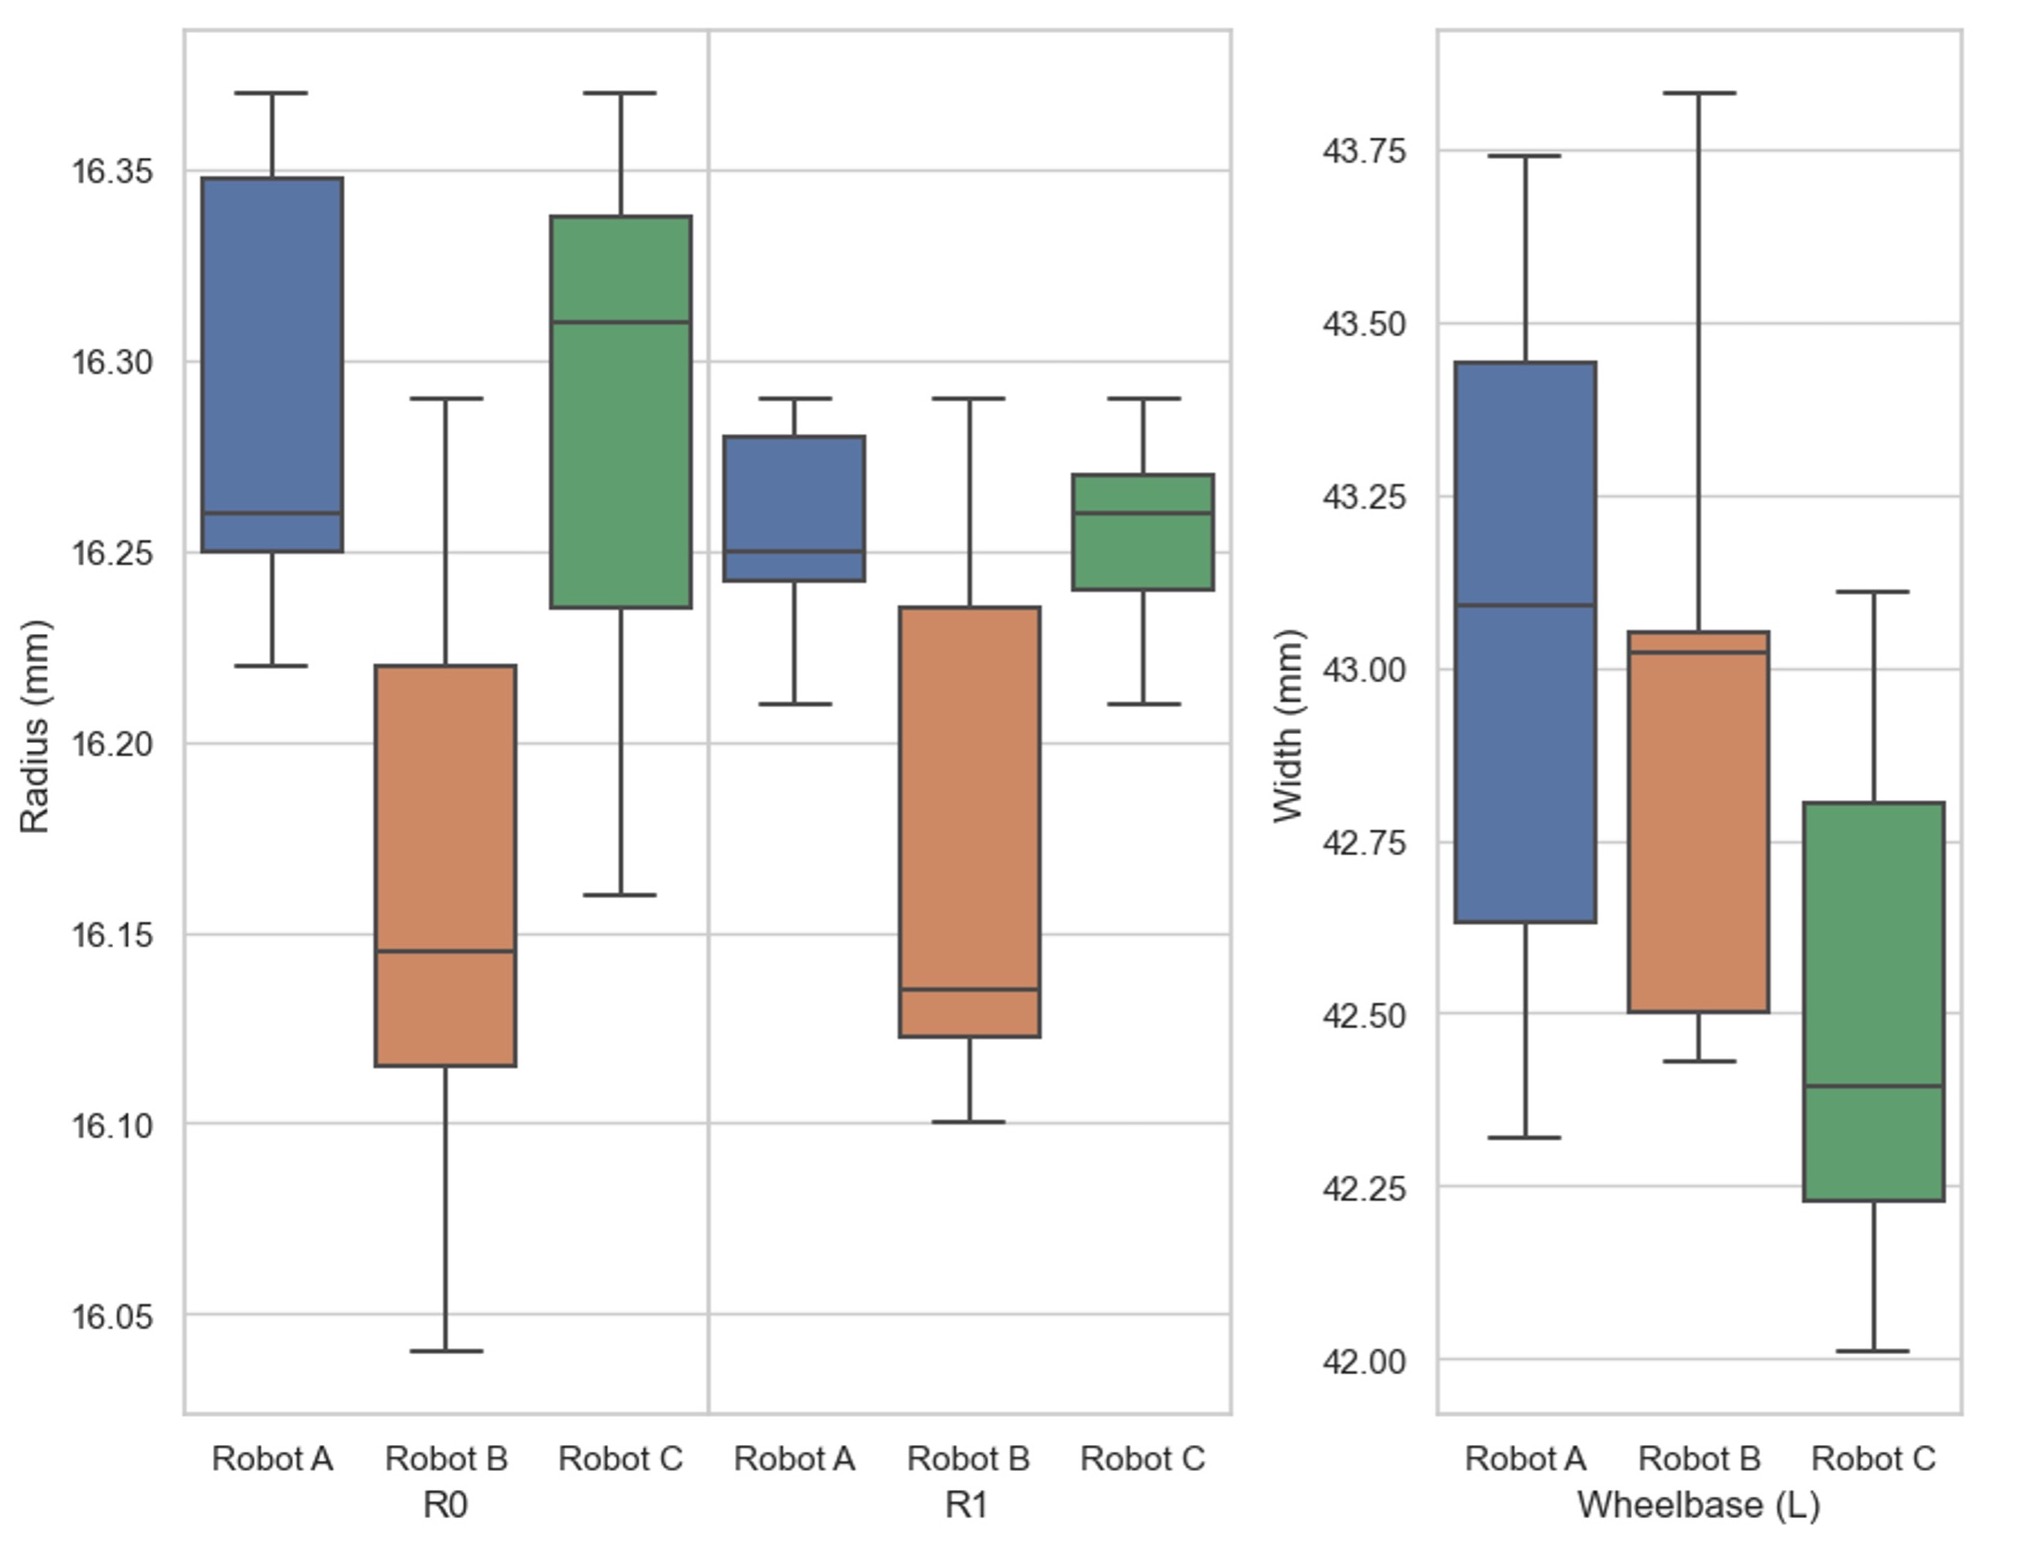 Radius (mm)
16.35
16.30
16.25
16.20
16.15
16.10
16.05
Robot A Robot B Robot C Robot A Robot B Robot C
R0 R1
Width (mm)
43.75
43.50
43.25
43.00
42.75
42.50
42.25
42.00
Robot A Robot B Robot C
Wheelbase (L)